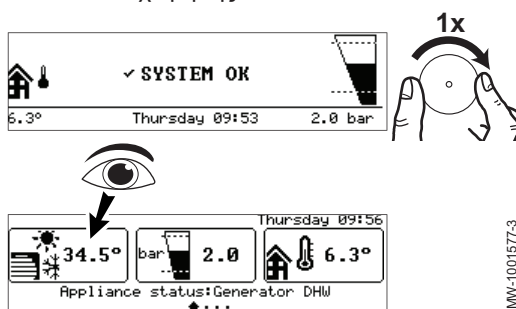 1x
✓ SYSTEM OK
6.3° Thursday 09:53 2.0 bar
Thursday 09:56
34.5° bar 2.0 6.3°
Appliance status:Generator DHW
MW-1001577-3